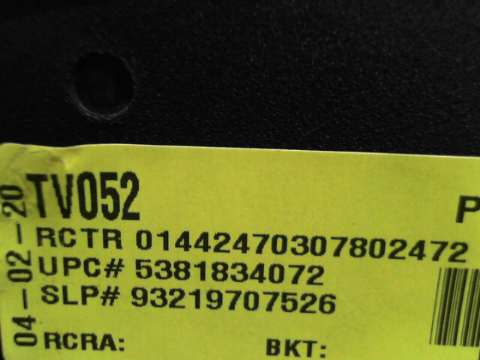 TV052
P
RCTR 01442470307802472
UPC# 5381834072
SLP# 93219707526
RCRA:
BKT:
04-02-20